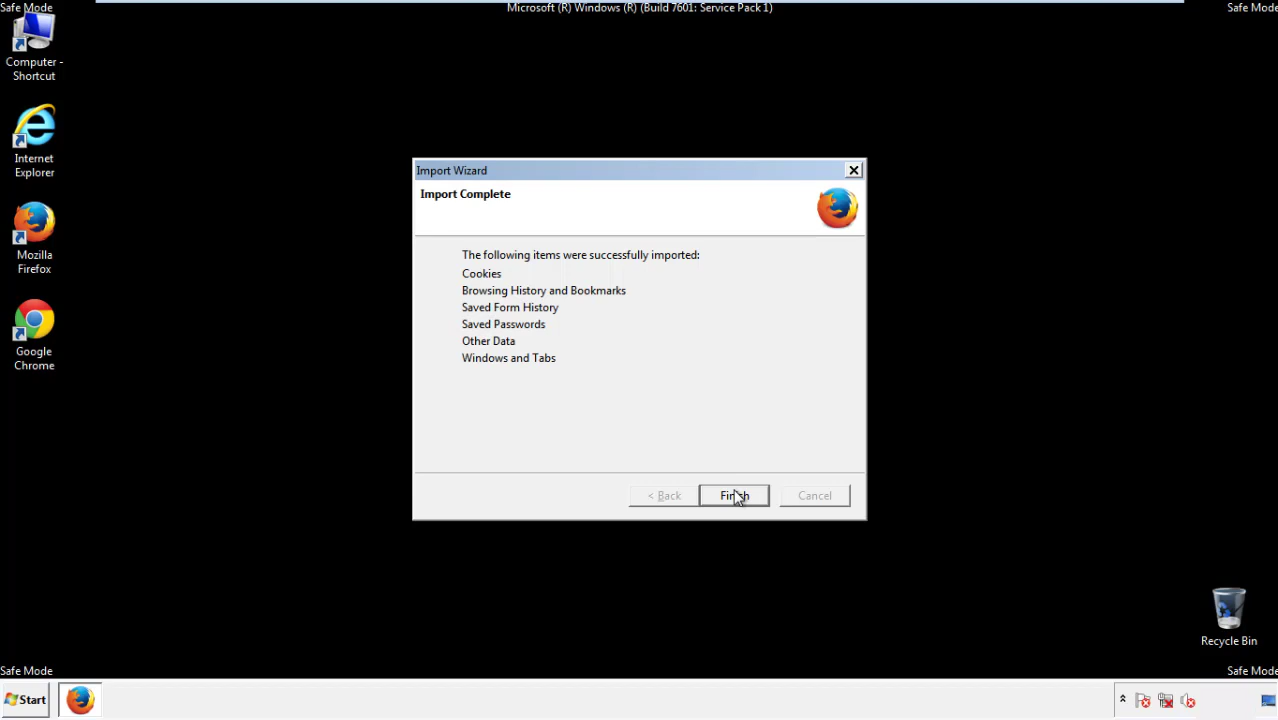 Safe Mode
Microsoft (R) Windows (R) (Build 7601: Service Pack 1)
Safe Mode
Computer -
Shortcut
Internet
Explorer
Mozilla
Firefox
Google
Chrome
Import Wizard
Import Complete
The following items were successfully imported:
Cookies
Browsing History and Bookmarks
Saved Form History
Saved Passwords
Other Data
Windows and Tabs
< Back
Finish
Cancel
Recycle Bin
Safe Mode
Safe Mode
Start